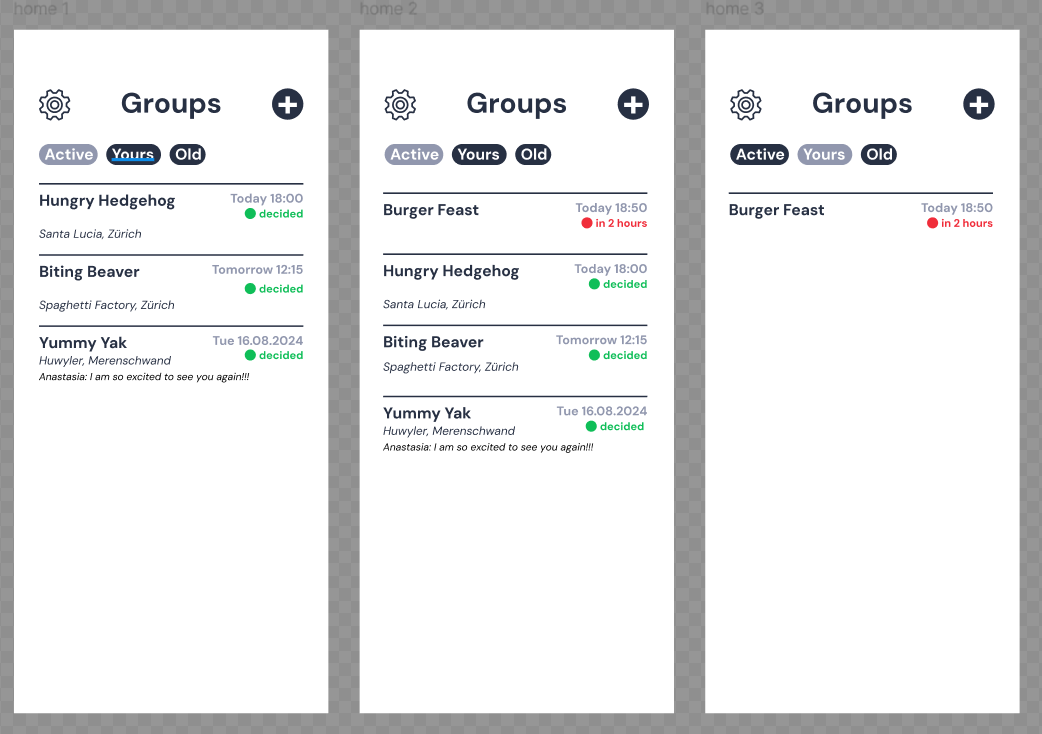 home 1
Groups
Active Yours Old
Hungry Hedgehog Today 18:00
decided
Santa Lucia, Zürich
Biting Beaver Tomorrow 12:15
decided
Spaghetti Factory, Zürich
Yummy Yak Tue 16.08.2024
Huwyler, Merenschwand decided
Anastasia: I am so excited to see you again!!!
home 2
Groups
Active Yours Old
Burger Feast Today 18:50
in 2 hours
Hungry Hedgehog Today 18:00
decided
Santa Lucia, Zürich
Biting Beaver Tomorrow 12:15
decided
Spaghetti Factory, Zürich
Yummy Yak Tue 16.08.2024
decided
Huwyler, Merenschwand
Anastasia: I am so excited to see you again!!!
home 3
Groups
Active Yours Old
Burger Feast Today 18:50
in 2 hours